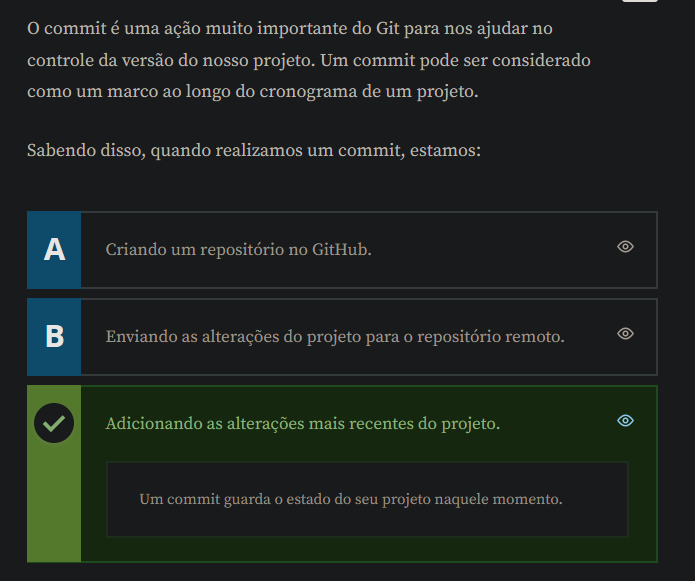 O commit é uma ação muito importante do Git para nos ajudar no
controle da versão do nosso projeto. Um commit pode ser considerado
como um marco ao longo do cronograma de um projeto.
Sabendo disso, quando realizamos um commit, estamos:
A
Criando um repositório no GitHub.
B
Enviando as alterações do projeto para o repositório remoto.
Adicionando as alterações mais recentes do projeto.
Um commit guarda o estado do seu projeto naquele momento.